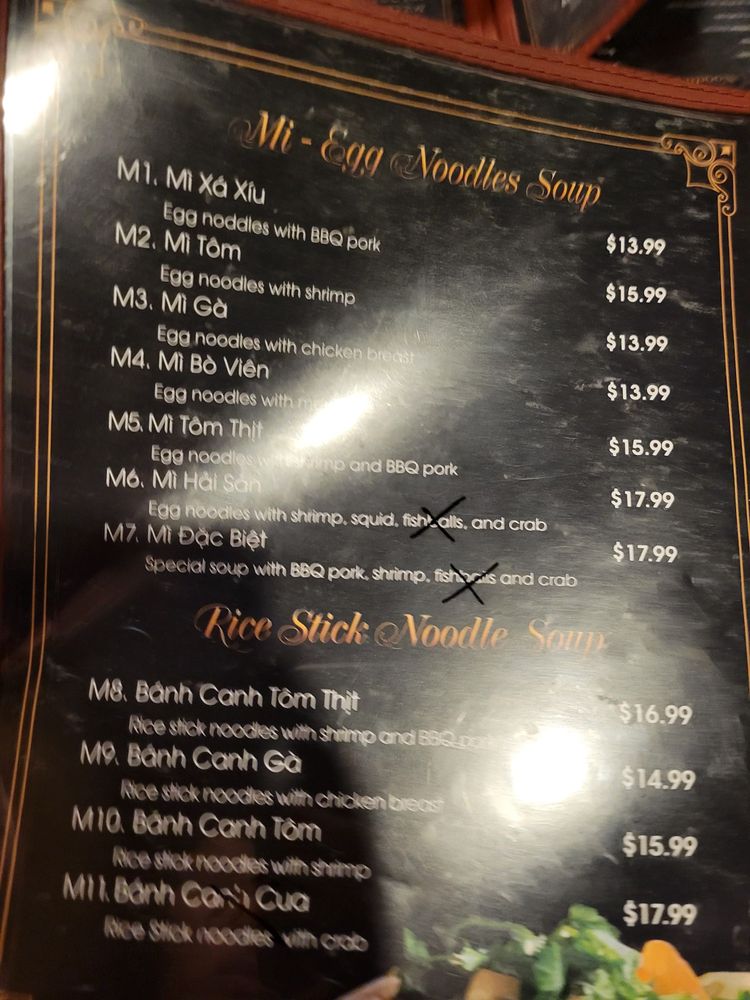 Mì - Egg Noodles Soup
M1. Mì Xá Xíu
Egg noddles with BBQ pork
$13.99
M2. Mì Tôm
Egg noodles with shrimp
$15.99
M3. Mì Gà
Egg noodles with chicken breast
$13.99
M4. Mì Bò Viên
Egg noodles with
$13.99
M5. Mì Tôm Thịt
Egg noodles with shrimp and BBQ pork
$15.99
M6. Mì Hải Sản
Egg noodles with shrimp, squid, fishballs, and crab
$17.99
M7. Mì Đặc Biệt
Special soup with BBQ pork, shrimp, fishballs and crab
$17.99
Rice Stick Noodle Soup
M8. Bánh Canh Tôm Thịt
Rice stick noodles with shrimp and BBQ pork
$16.99
M9. Bánh Canh Gà
Rice stick noodles with chicken breast
$14.99
M10. Bánh Canh Tôm
Rice stick noodles with shrimp
$15.99
M11. Bánh Canh Cua
Rice Stick noodles with crab
$17.99